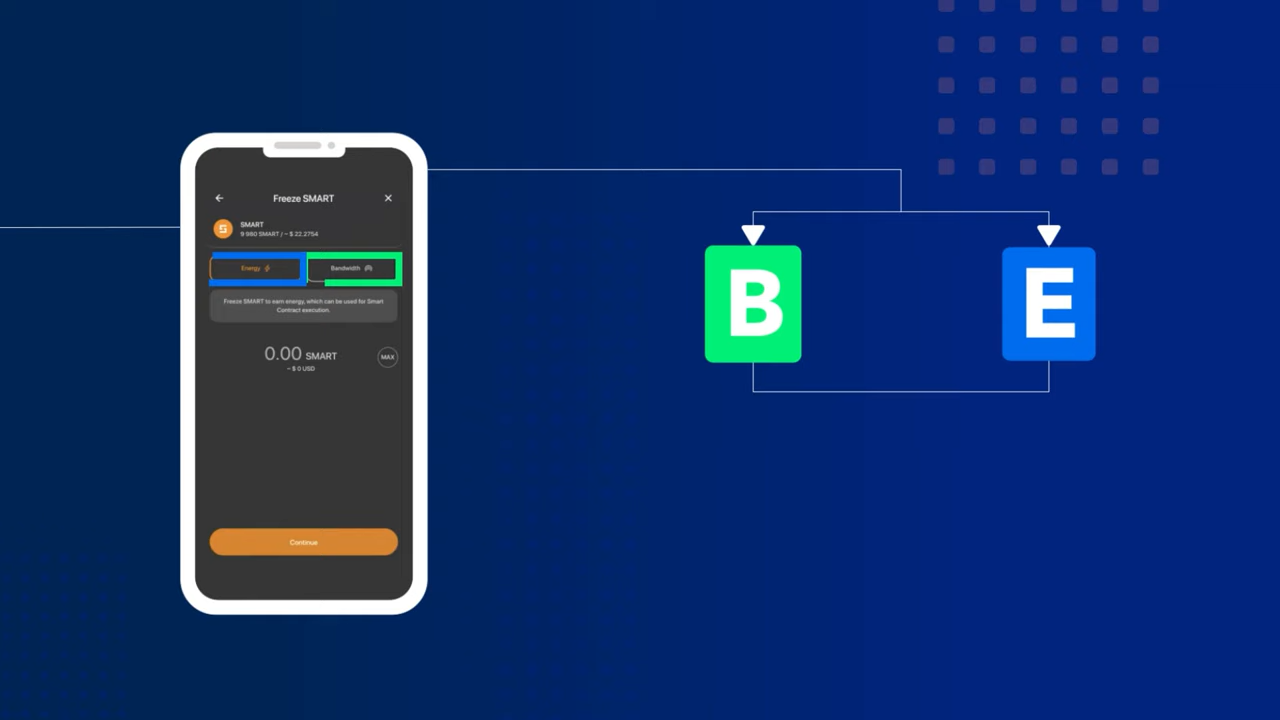 Freeze SMART
S
SMART
9 980 SMART / ~ $ 22.2754
Energy
Bandwidth
Freeze SMART to earn energy, which can be used for Smart
Contract execution.
0.00 SMART
MAX
~ $ 0 USD
Continue
B
E